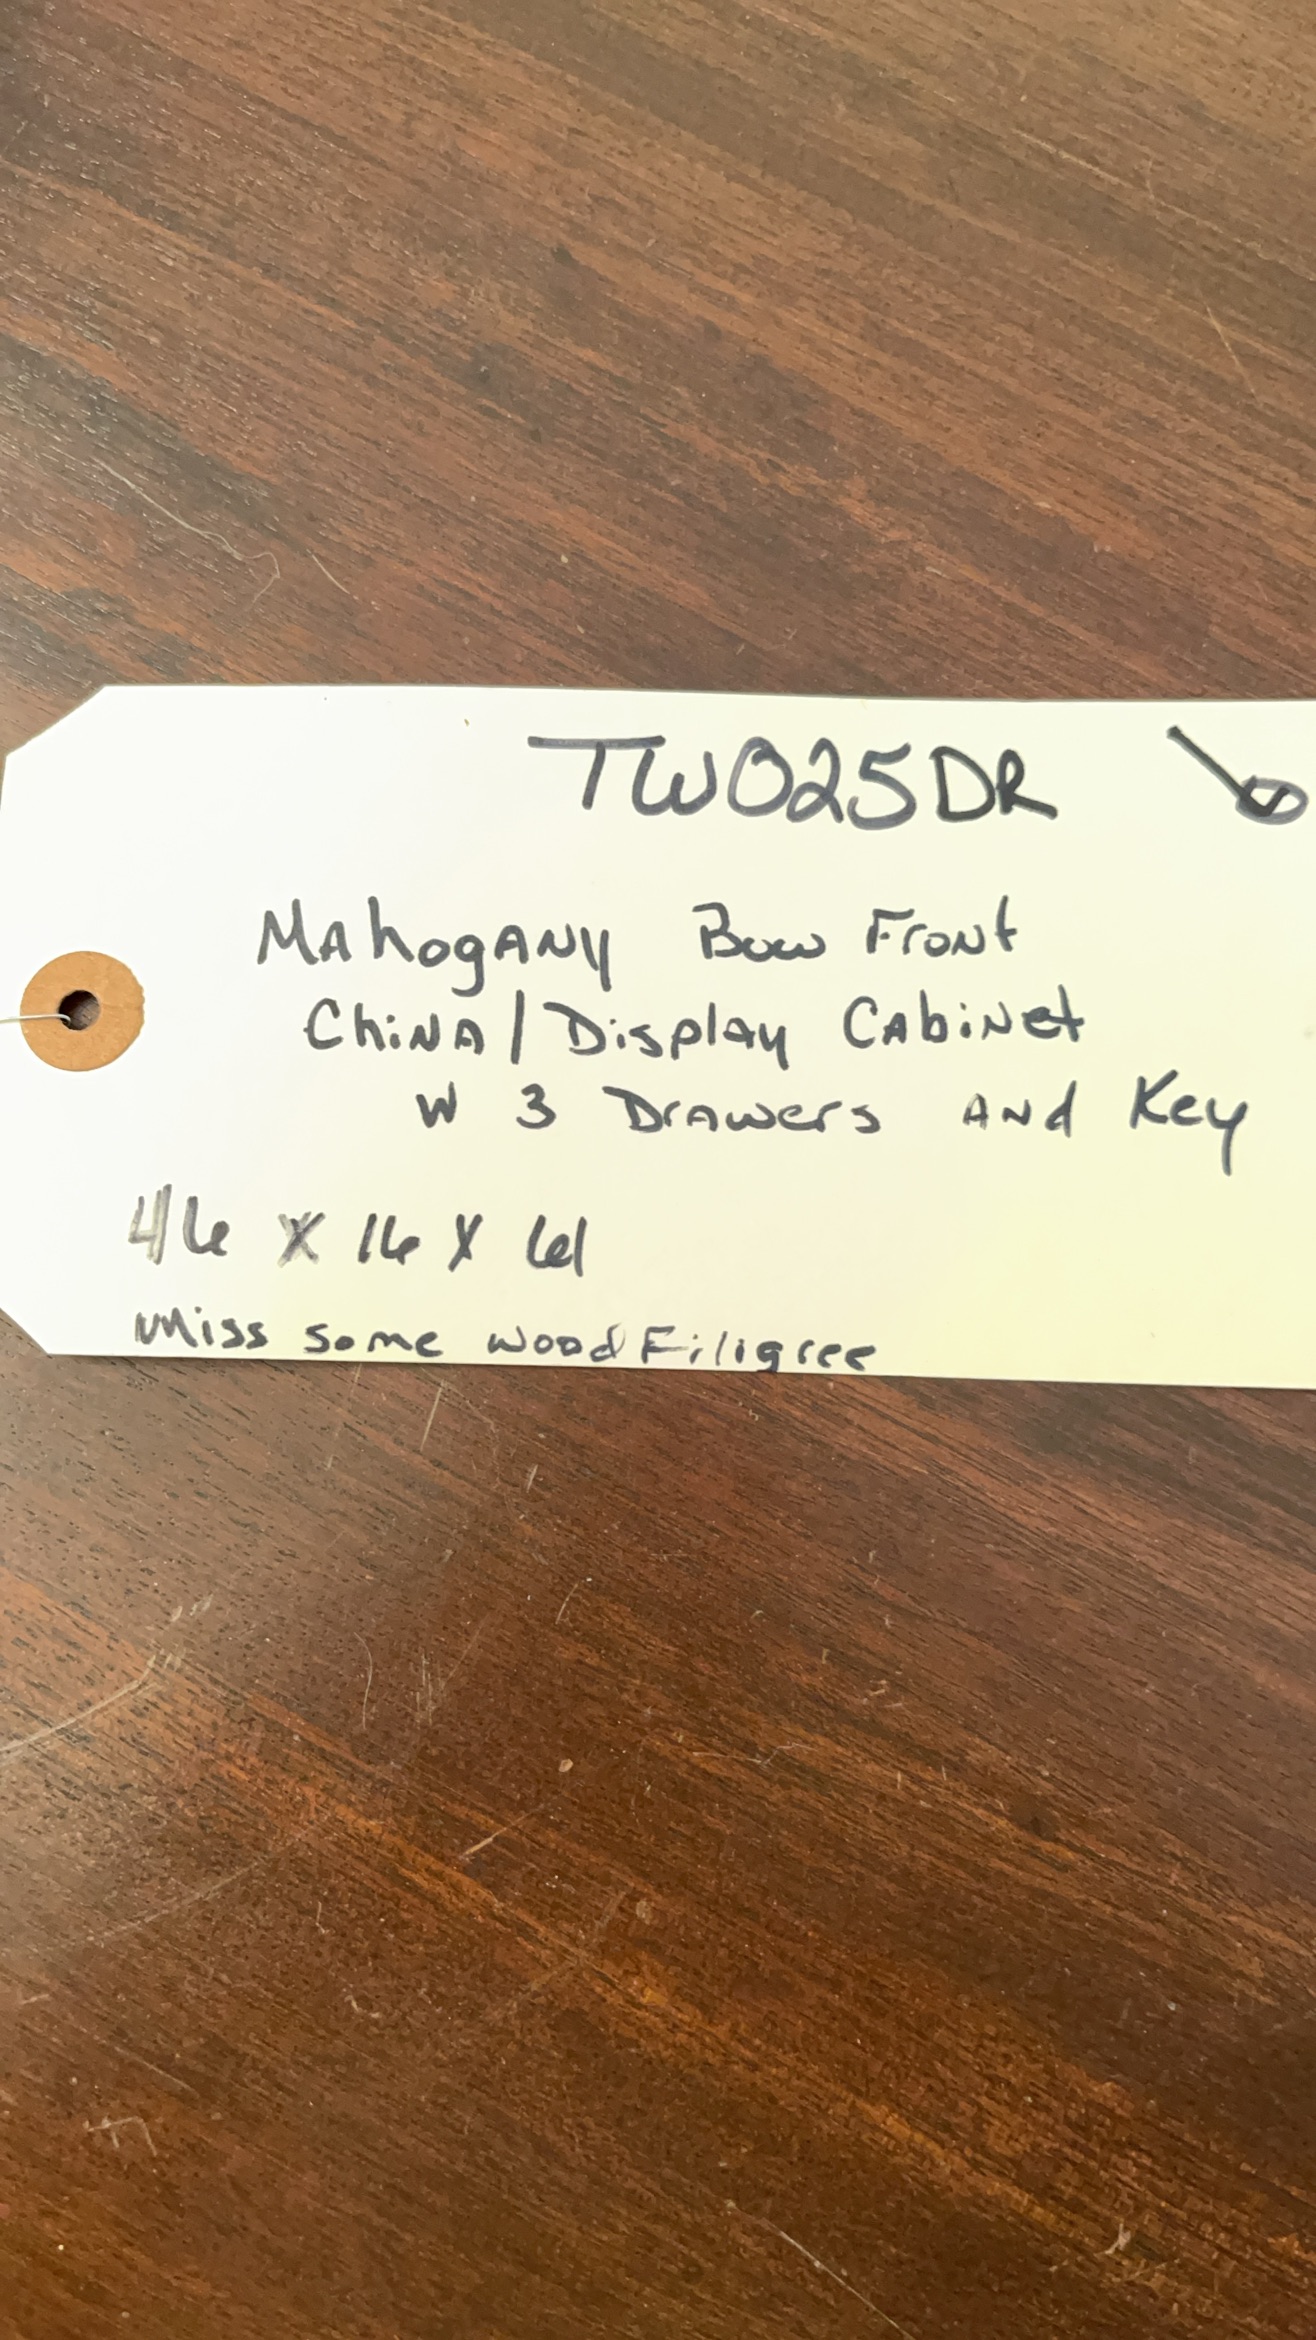 TW025DR
Mahogany Bow Front
China/Display Cabinet
W 3 Drawers and Key
46 x 16 x 61
Miss some wood Filigree